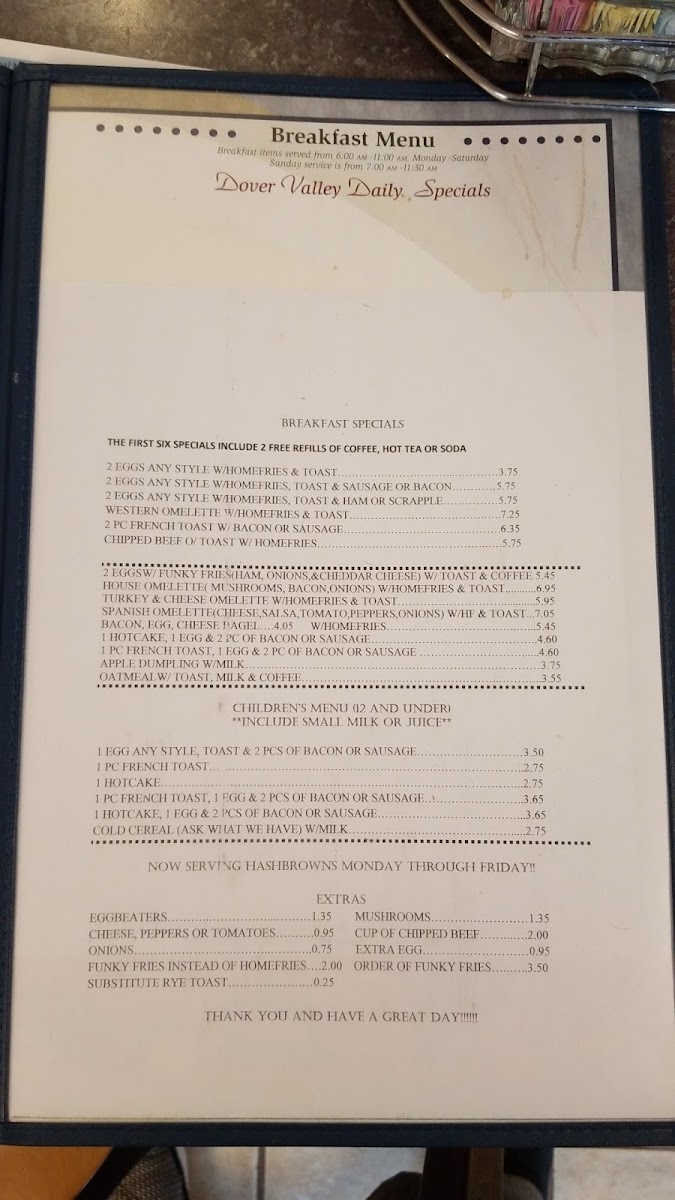 Breakfast Menu
Breakfast items served from 6:00 AM -11:00 AM. Monday -Saturday
Sunday service is from 7:00 AM -11:30 AM
Dover Valley Daily Specials
BREAKFAST SPECIALS
THE FIRST SIX SPECIALS INCLUDE 2 FREE REFILLS OF COFFEE, HOT TEA OR SODA
2 EGGS ANY STYLE W/HOMEFRIES & TOAST.....3.75
2 EGGS ANY STYLE W/HOMEFRIES, TOAST & SAUSAGE OR BACON.....5.75
2 EGGS ANY STYLE W/HOMEFRIES, TOAST & HAM OR SCRAPPLE.....5.75
WESTERN OMELETTE W/HOMEFRIES & TOAST.....7.25
2 PC FRENCH TOAST W/ BACON OR SAUSAGE.....6.35
CHIPPED BEEF O/ TOAST W/ HOMEFRIES.....5.75
2 EGGSW/ FUNKY FRIES(HAM, ONIONS,&CHEDDAR CHEESE) W/ TOAST & COFFEE 5.45
HOUSE OMELETTE( MUSHROOMS, BACON,ONIONS) W/HOMEFRIES & TOAST.....6.95
TURKEY & CHEESE OMELETTE W/HOMEFRIES & TOAST.....5.95
SPANISH OMELETTE(CHEESE,SALSA,TOMATO,PEPPERS,ONIONS) W/HF & TOAST...7.05
BACON, EGG, CHEESE BAGEL....4.05 W/HOMEFRIES.....5.45
1 HOTCAKE, 1 EGG & 2 PC OF BACON OR SAUSAGE.....4.60
1 PC FRENCH TOAST, 1 EGG & 2 PC OF BACON OR SAUSAGE .....4.60
APPLE DUMPLING W/MILK.....3.75
OATMEALW/ TOAST, MILK & COFFEE.....3.55
CHILDREN'S MENU (12 AND UNDER)
**INCLUDE SMALL MILK OR JUICE**
1 EGG ANY STYLE, TOAST & 2 PCS OF BACON OR SAUSAGE.....3.50
1 PC FRENCH TOAST.....2.75
1 HOTCAKE.....2.75
1 PC FRENCH TOAST, 1 EGG & 2 PCS OF BACON OR SAUSAGE.....3.65
1 HOTCAKE, 1 EGG & 2 PCS OF BACON OR SAUSAGE.....3.65
COLD CEREAL (ASK WHAT WE HAVE) W/MILK.....2.75
NOW SERVING HASHBROWNS MONDAY THROUGH FRIDAY!!
EXTRAS
EGGBEATERS.....1.35 MUSHROOMS.....1.35
CHEESE, PEPPERS OR TOMATOES.....0.95 CUP OF CHIPPED BEEF.....2.00
ONIONS.....0.75 EXTRA EGG.....0.95
FUNKY FRIES INSTEAD OF HOMEFRIES....2.00 ORDER OF FUNKY FRIES.....3.50
SUBSTITUTE RYE TOAST.....0.25
THANK YOU AND HAVE A GREAT DAY!!!!!!